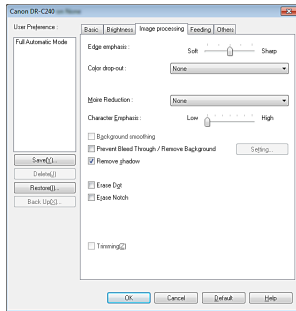 Canon DR-C240 on None
User Preference :
Full Automatic Mode
Save(Y)...
Delete(J)
Restore(I)...
Back Up(X)...
Basic Brightness Image processing Feeding Others
Edge emphasis : Soft Sharp
Color drop-out : None
Moire Reduction : None
Character Emphasis : Low High
Background smoothing
Prevent Bleed Through / Remove Background Setting...
Remove shadow
Erase Dot
Erase Notch
Trimming(Z)
OK Cancel Default Help